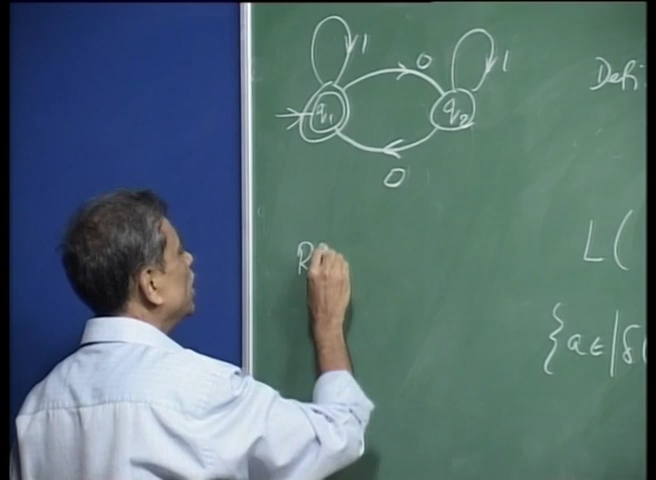 1 0 1
q₁ q₂ Defi
0
R
L(
{a ∈ | δ(